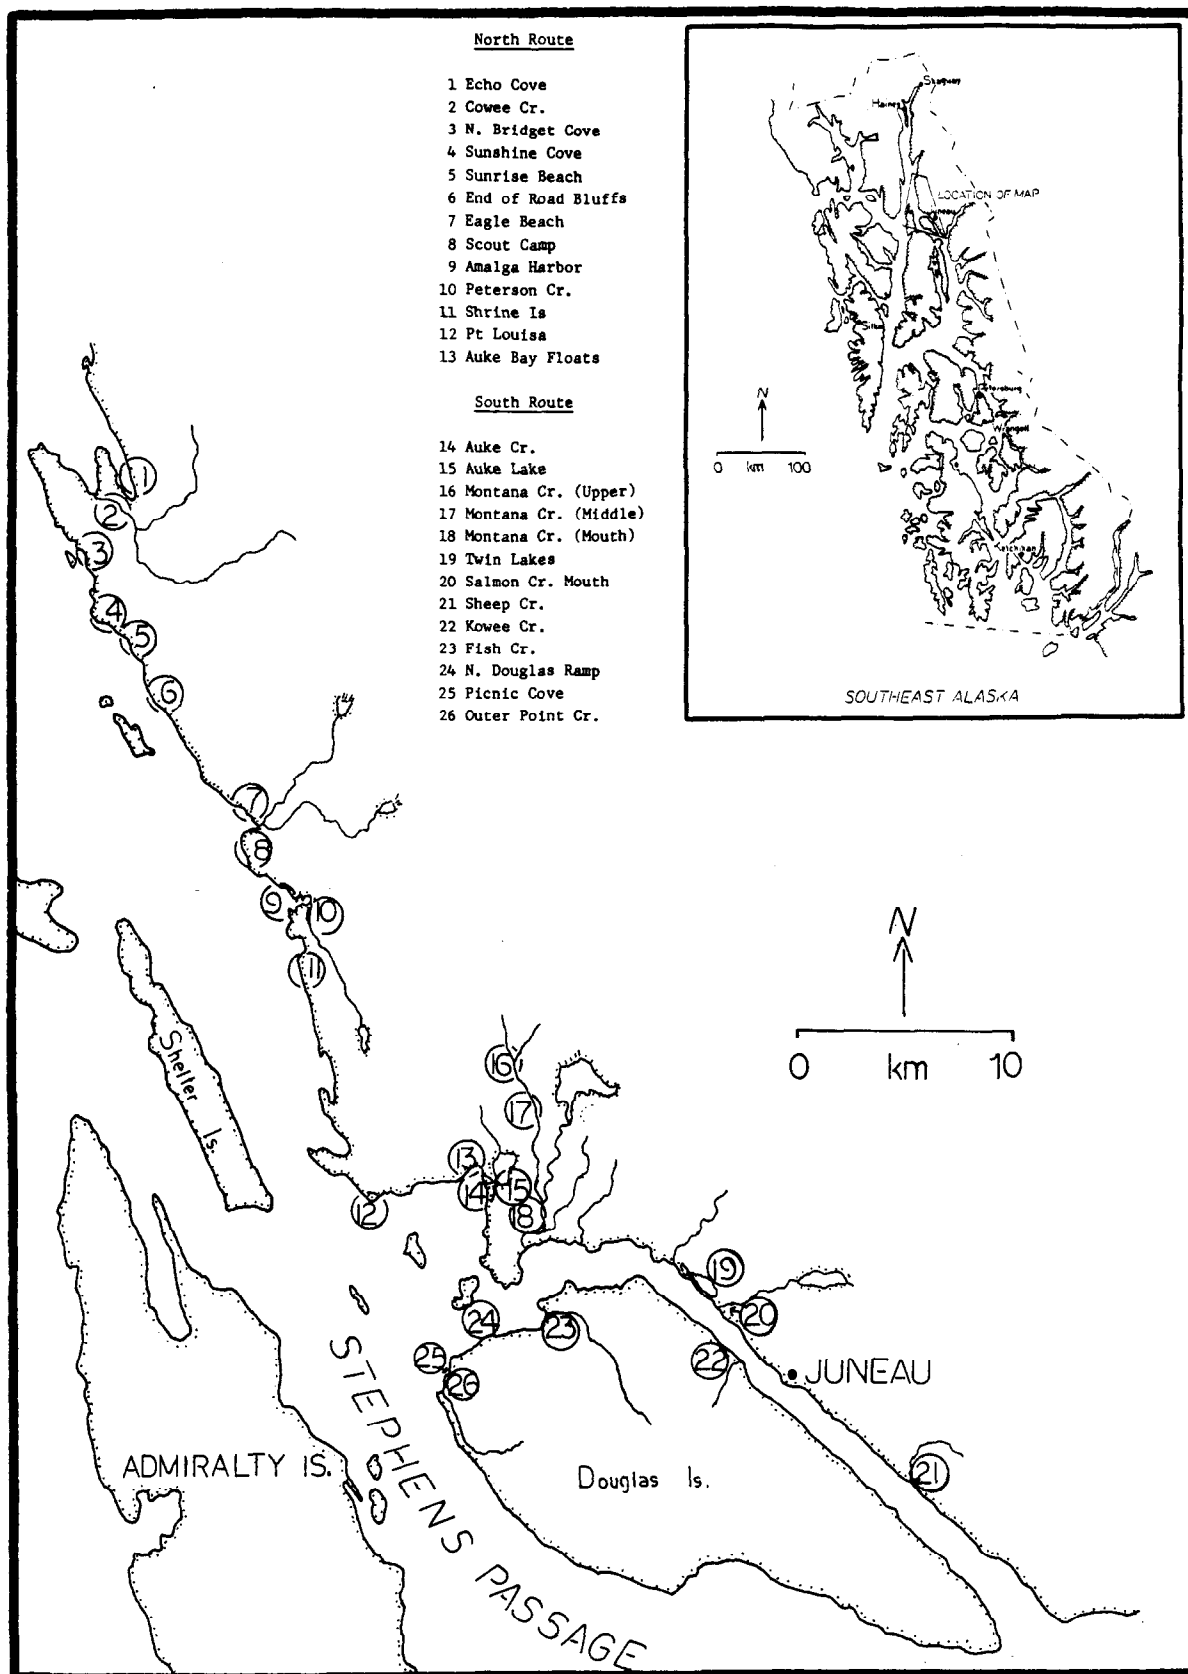 North Route
1 Echo Cove
2 Cowee Cr.
3 N. Bridget Cove
4 Sunshine Cove
5 Sunrise Beach
6 End of Road Bluffs
7 Eagle Beach
8 Scout Camp
9 Amalga Harbor
10 Peterson Cr.
11 Shrine Is
12 Pt Louisa
13 Auke Bay Floats
South Route
14 Auke Cr.
15 Auke Lake
16 Montana Cr. (Upper)
17 Montana Cr. (Middle)
18 Montana Cr. (Mouth)
19 Twin Lakes
20 Salmon Cr. Mouth
21 Sheep Cr.
22 Kowee Cr.
23 Fish Cr.
24 N. Douglas Ramp
25 Picnic Cove
26 Outer Point Cr.
Skagway
Haines
LOCATION OF MAP
Juneau
Sitka
Petersburg
Wrangell
Ketchikan
N
0 km 100
SOUTHEAST ALASKA
1
2
3
4
5
6
7
8
9
10
11
N
0 km 10
Shelter Is.
16
17
13
14
15
12
18
19
20
24
23
22
25
26
JUNEAU
STEPHENS PASSAGE
ADMIRALTY IS.
Douglas Is.
21